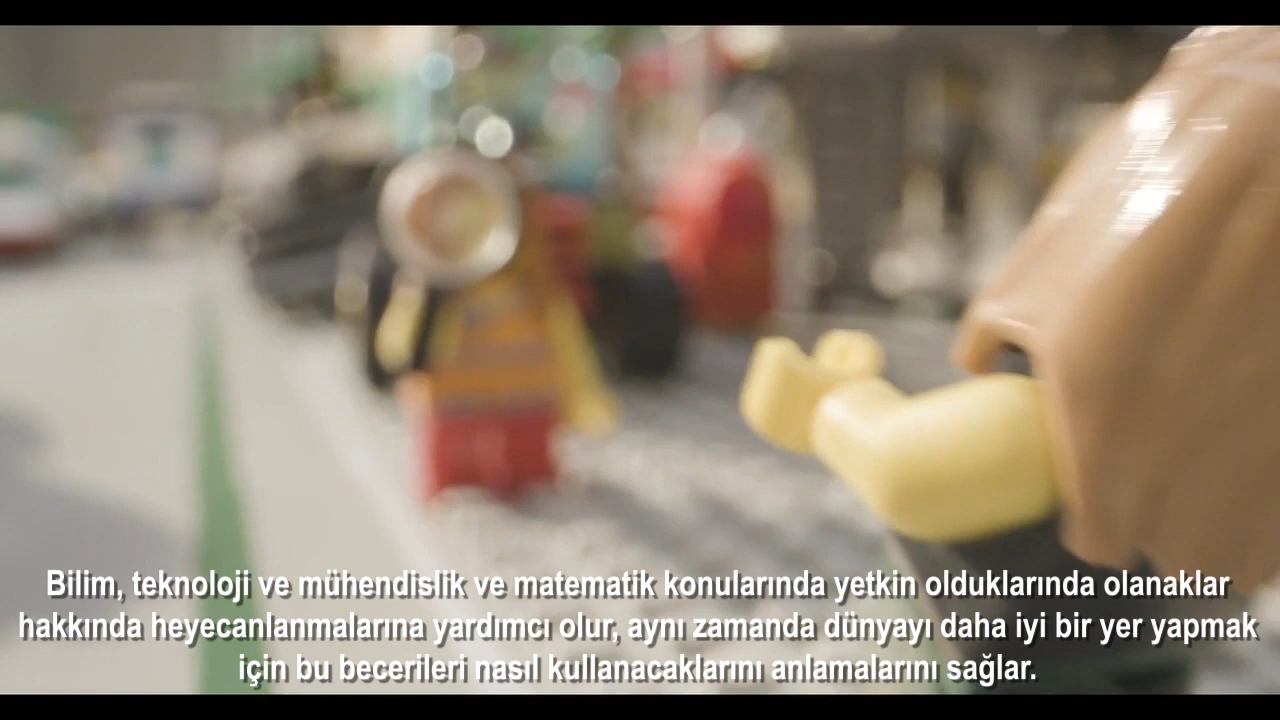 Bilim, teknoloji ve mühendislik ve matematik konularında yetkin olduklarında olanaklar
hakkında heyecanlanmalarına yardımcı olur, aynı zamanda dünyayı daha iyi bir yer yapmak
için bu becerileri nasıl kullanacaklarını anlamalarını sağlar.